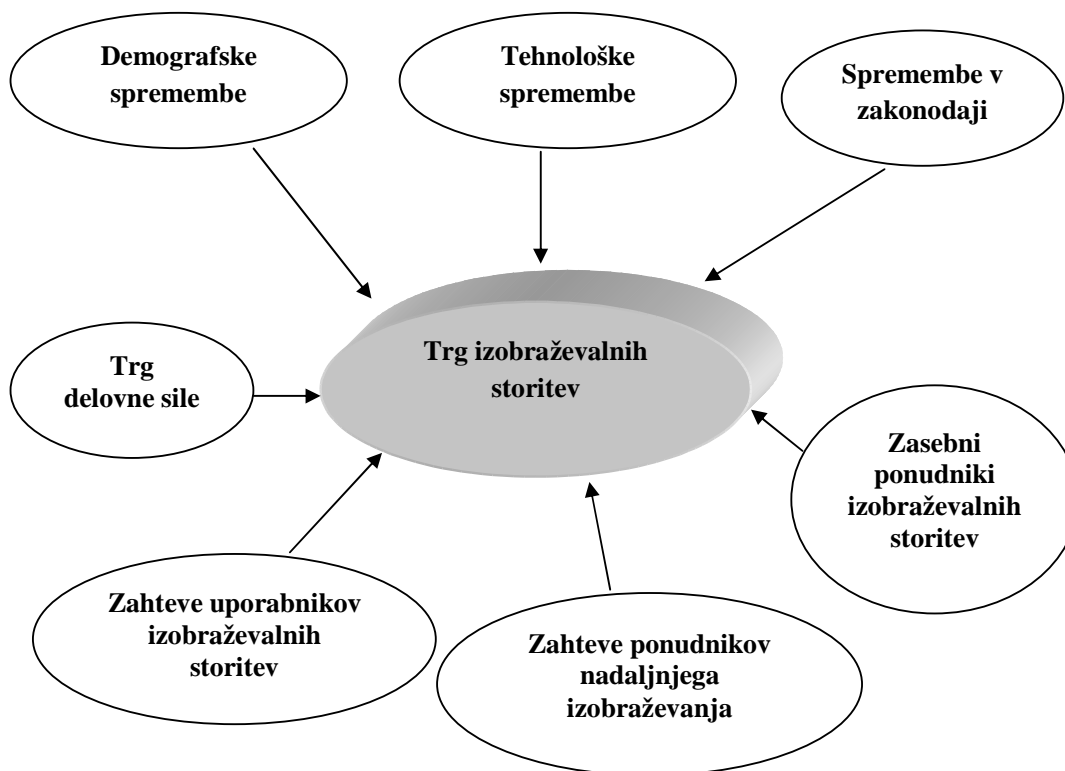 Demografske
spremembe
Tehnološke
spremembe
Spremembe v
zakonodaji
Trg izobraževalnih
storitev
Trg
delovne sile
Zasebni
ponudniki
izobraževalnih
storitev
Zahteve uporabnikov
izobraževalnih
storitev
Zahteve ponudnikov
nadaljnjega
izobraževanja